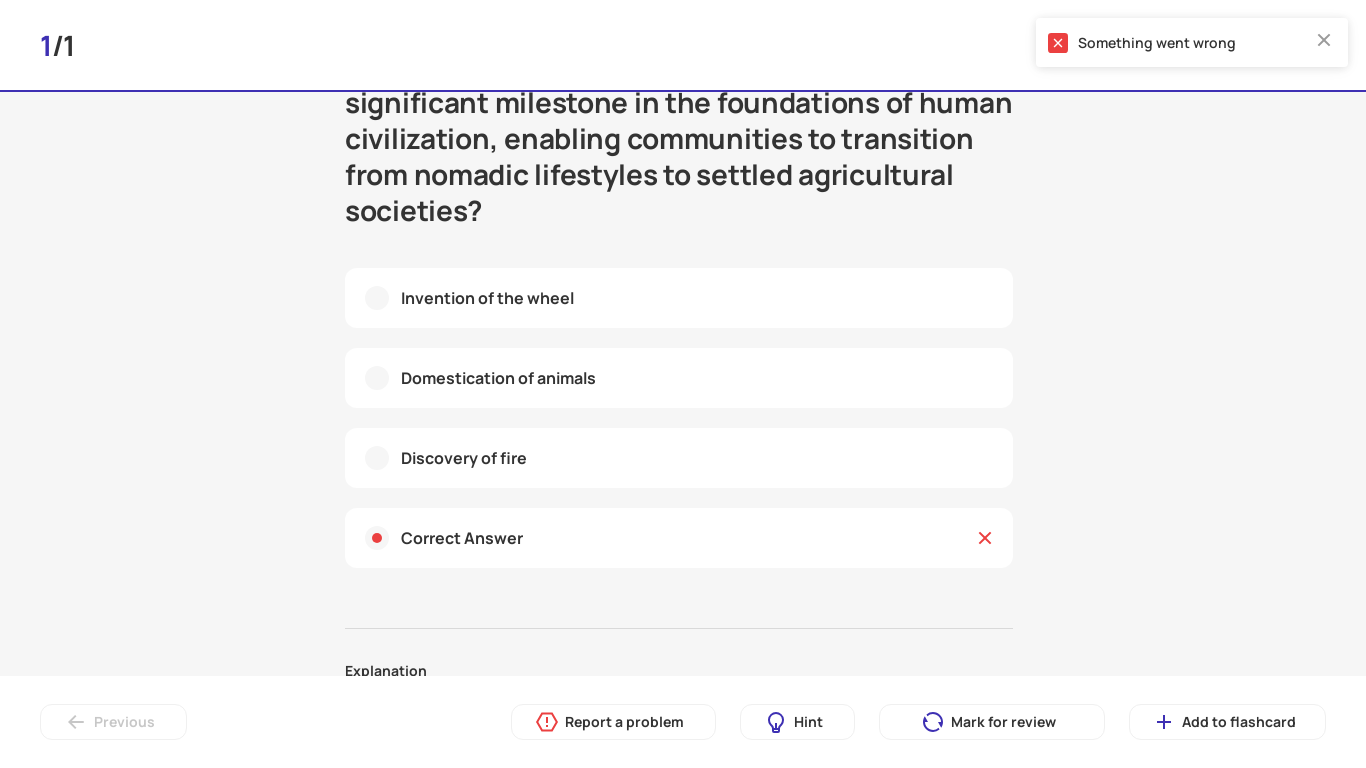 1/1
Something went wrong
significant milestone in the foundations of human
civilization, enabling communities to transition
from nomadic lifestyles to settled agricultural
societies?
Invention of the wheel
Domestication of animals
Discovery of fire
Correct Answer
Explanation
Previous
Report a problem
Hint
Mark for review
Add to flashcard